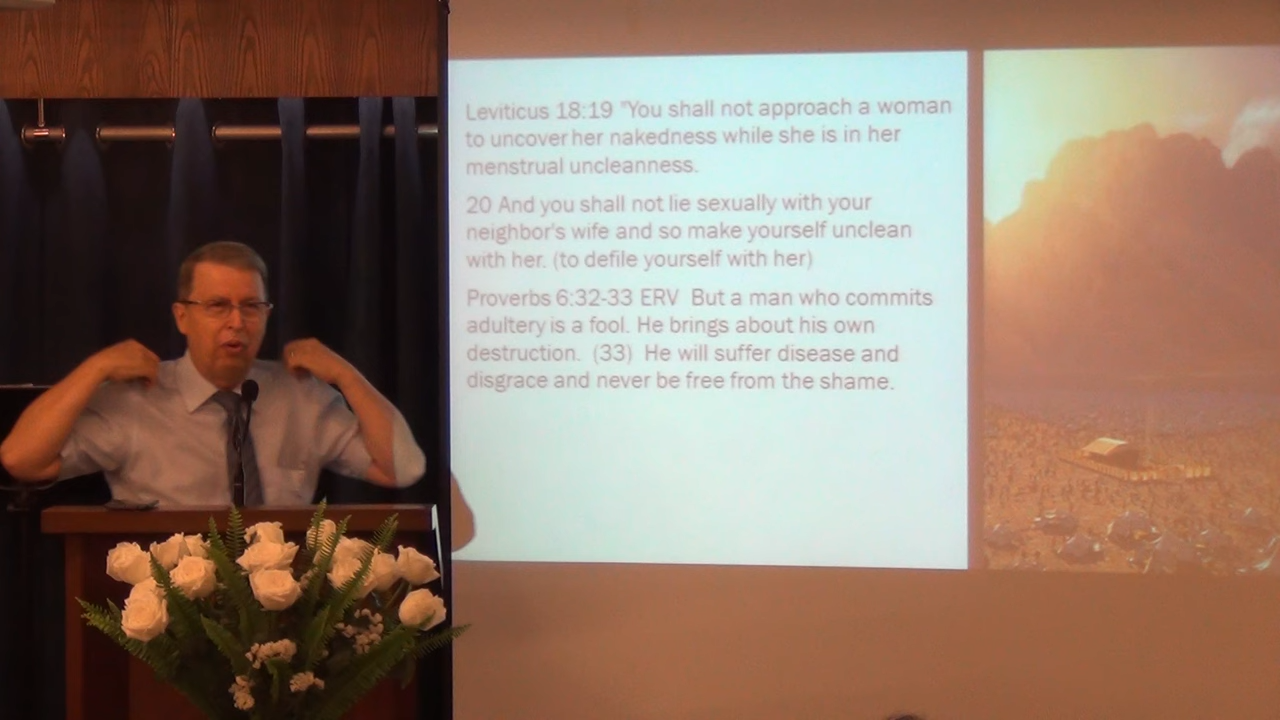 Leviticus 18:19 "You shall not approach a woman
to uncover her nakedness while she is in her
menstrual uncleanness.
20 And you shall not lie sexually with your
neighbor's wife and so make yourself unclean
with her. (to defile yourself with her)
Proverbs 6:32-33 ERV But a man who commits
adultery is a fool. He brings about his own
destruction. (33) He will suffer disease and
disgrace and never be free from the shame.